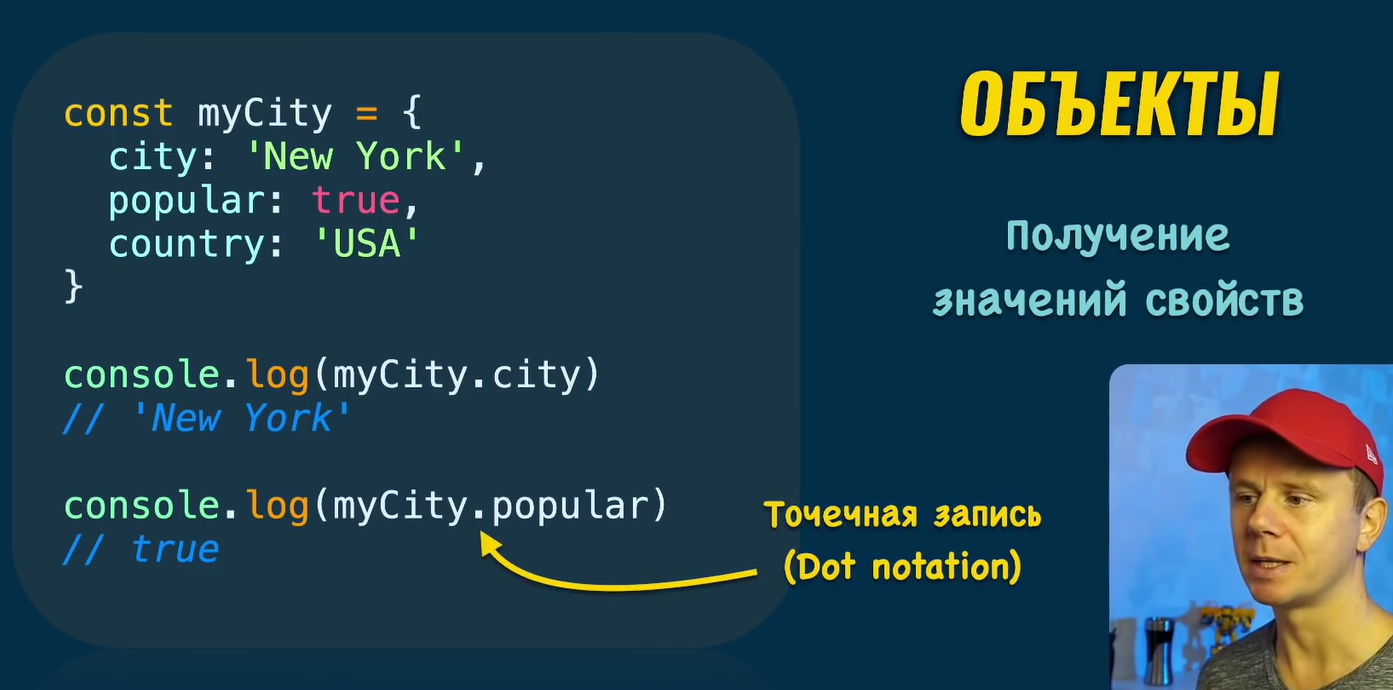 const myCity = {
  city: 'New York',
  popular: true,
  country: 'USA'
}
console.log(myCity.city)
// 'New York'
console.log(myCity.popular)
// true
ОБЪЕКТЫ
Получение
значений свойств
Точечная запись
(Dot notation)